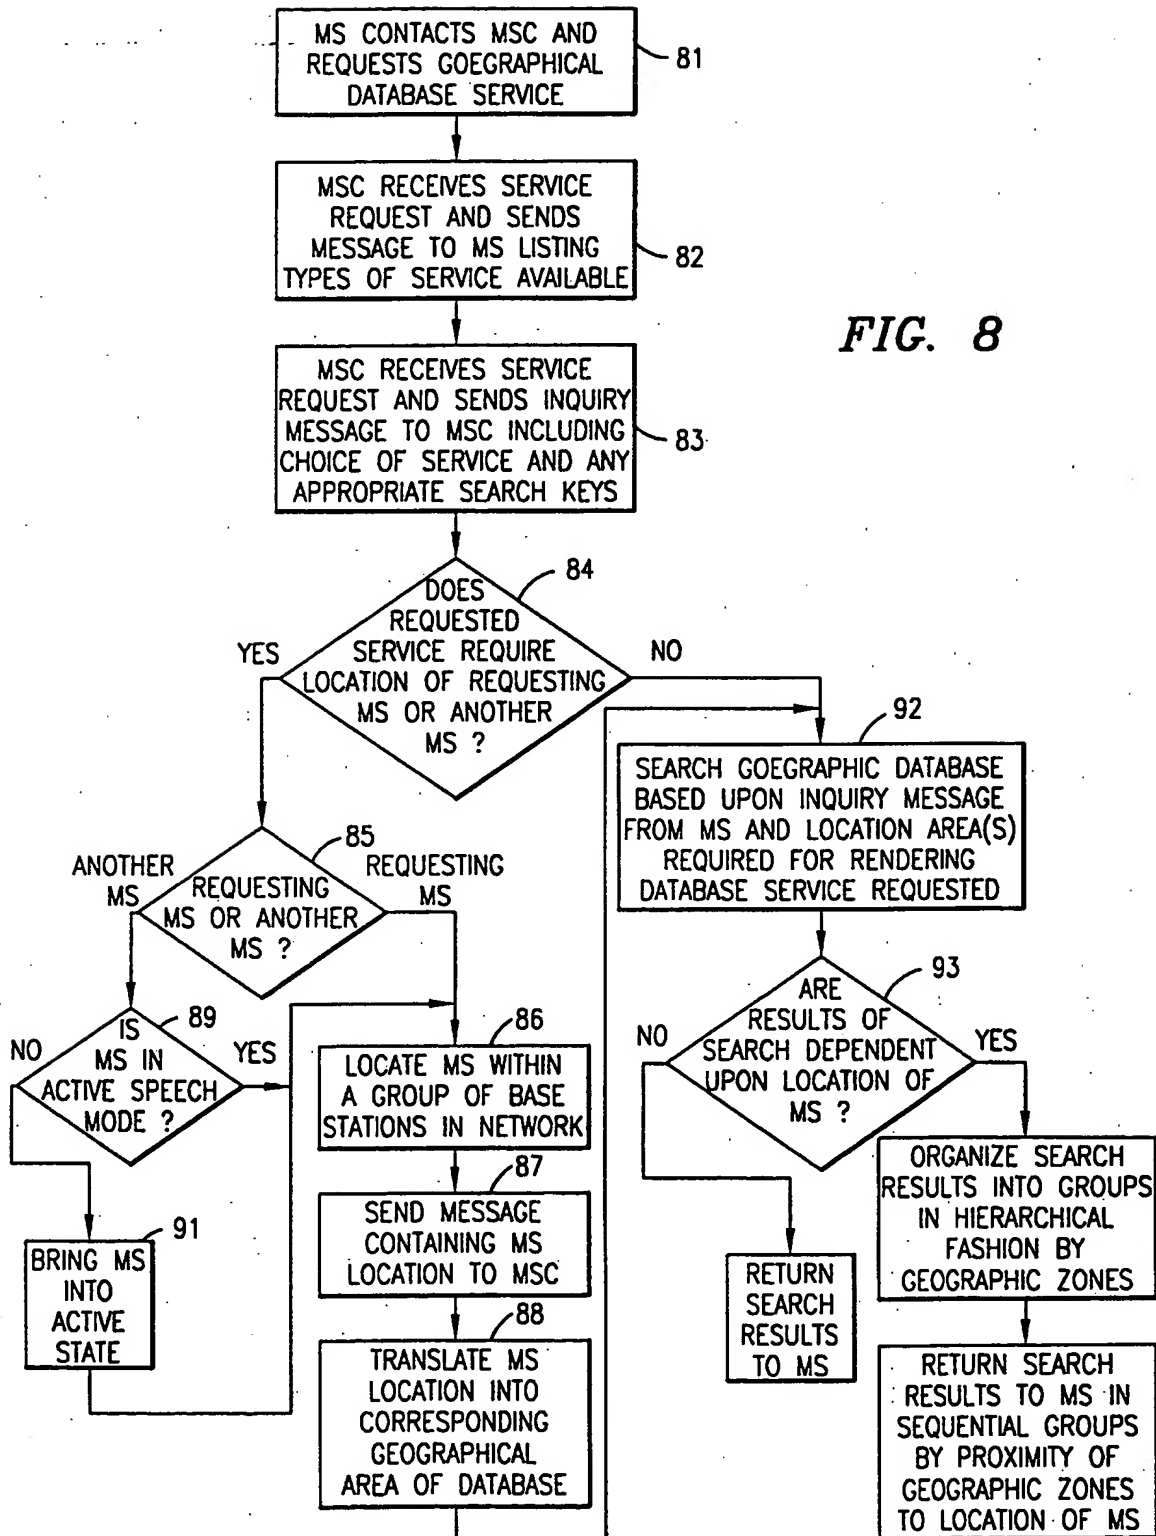 MS CONTACTS MSC AND
REQUESTS GOEGRAPHICAL
DATABASE SERVICE
81
MSC RECEIVES SERVICE
REQUEST AND SENDS
MESSAGE TO MS LISTING
TYPES OF SERVICE AVAILABLE
82
FIG. 8
MSC RECEIVES SERVICE
REQUEST AND SENDS INQUIRY
MESSAGE TO MSC INCLUDING
CHOICE OF SERVICE AND ANY
APPROPRIATE SEARCH KEYS
83
84
DOES
REQUESTED
SERVICE REQUIRE
LOCATION OF REQUESTING
MS OR ANOTHER
MS ?
YES
NO
85
ANOTHER
MS
REQUESTING
MS
REQUESTING
MS OR ANOTHER
MS ?
89
IS
MS IN
ACTIVE SPEECH
MODE ?
NO
YES
91
BRING MS
INTO
ACTIVE
STATE
86
LOCATE MS WITHIN
A GROUP OF BASE
STATIONS IN NETWORK
87
SEND MESSAGE
CONTAINING MS
LOCATION TO MSC
88
TRANSLATE MS
LOCATION INTO
CORRESPONDING
GEOGRAPHICAL
AREA OF DATABASE
92
SEARCH GOEGRAPHIC DATABASE
BASED UPON INQUIRY MESSAGE
FROM MS AND LOCATION AREA(S)
REQUIRED FOR RENDERING
DATABASE SERVICE REQUESTED
93
ARE
RESULTS OF
SEARCH DEPENDENT
UPON LOCATION OF
MS ?
NO
YES
RETURN
SEARCH
RESULTS
TO MS
ORGANIZE SEARCH
RESULTS INTO GROUPS
IN HIERARCHICAL
FASHION BY
GEOGRAPHIC ZONES
RETURN SEARCH
RESULTS TO MS IN
SEQUENTIAL GROUPS
BY PROXIMITY OF
GEOGRAPHIC ZONES
TO LOCATION OF MS